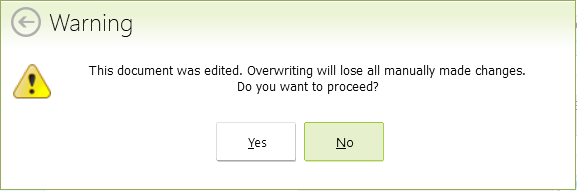 Warning
This document was edited. Overwriting will lose all manually made changes.
Do you want to proceed?
Yes
No